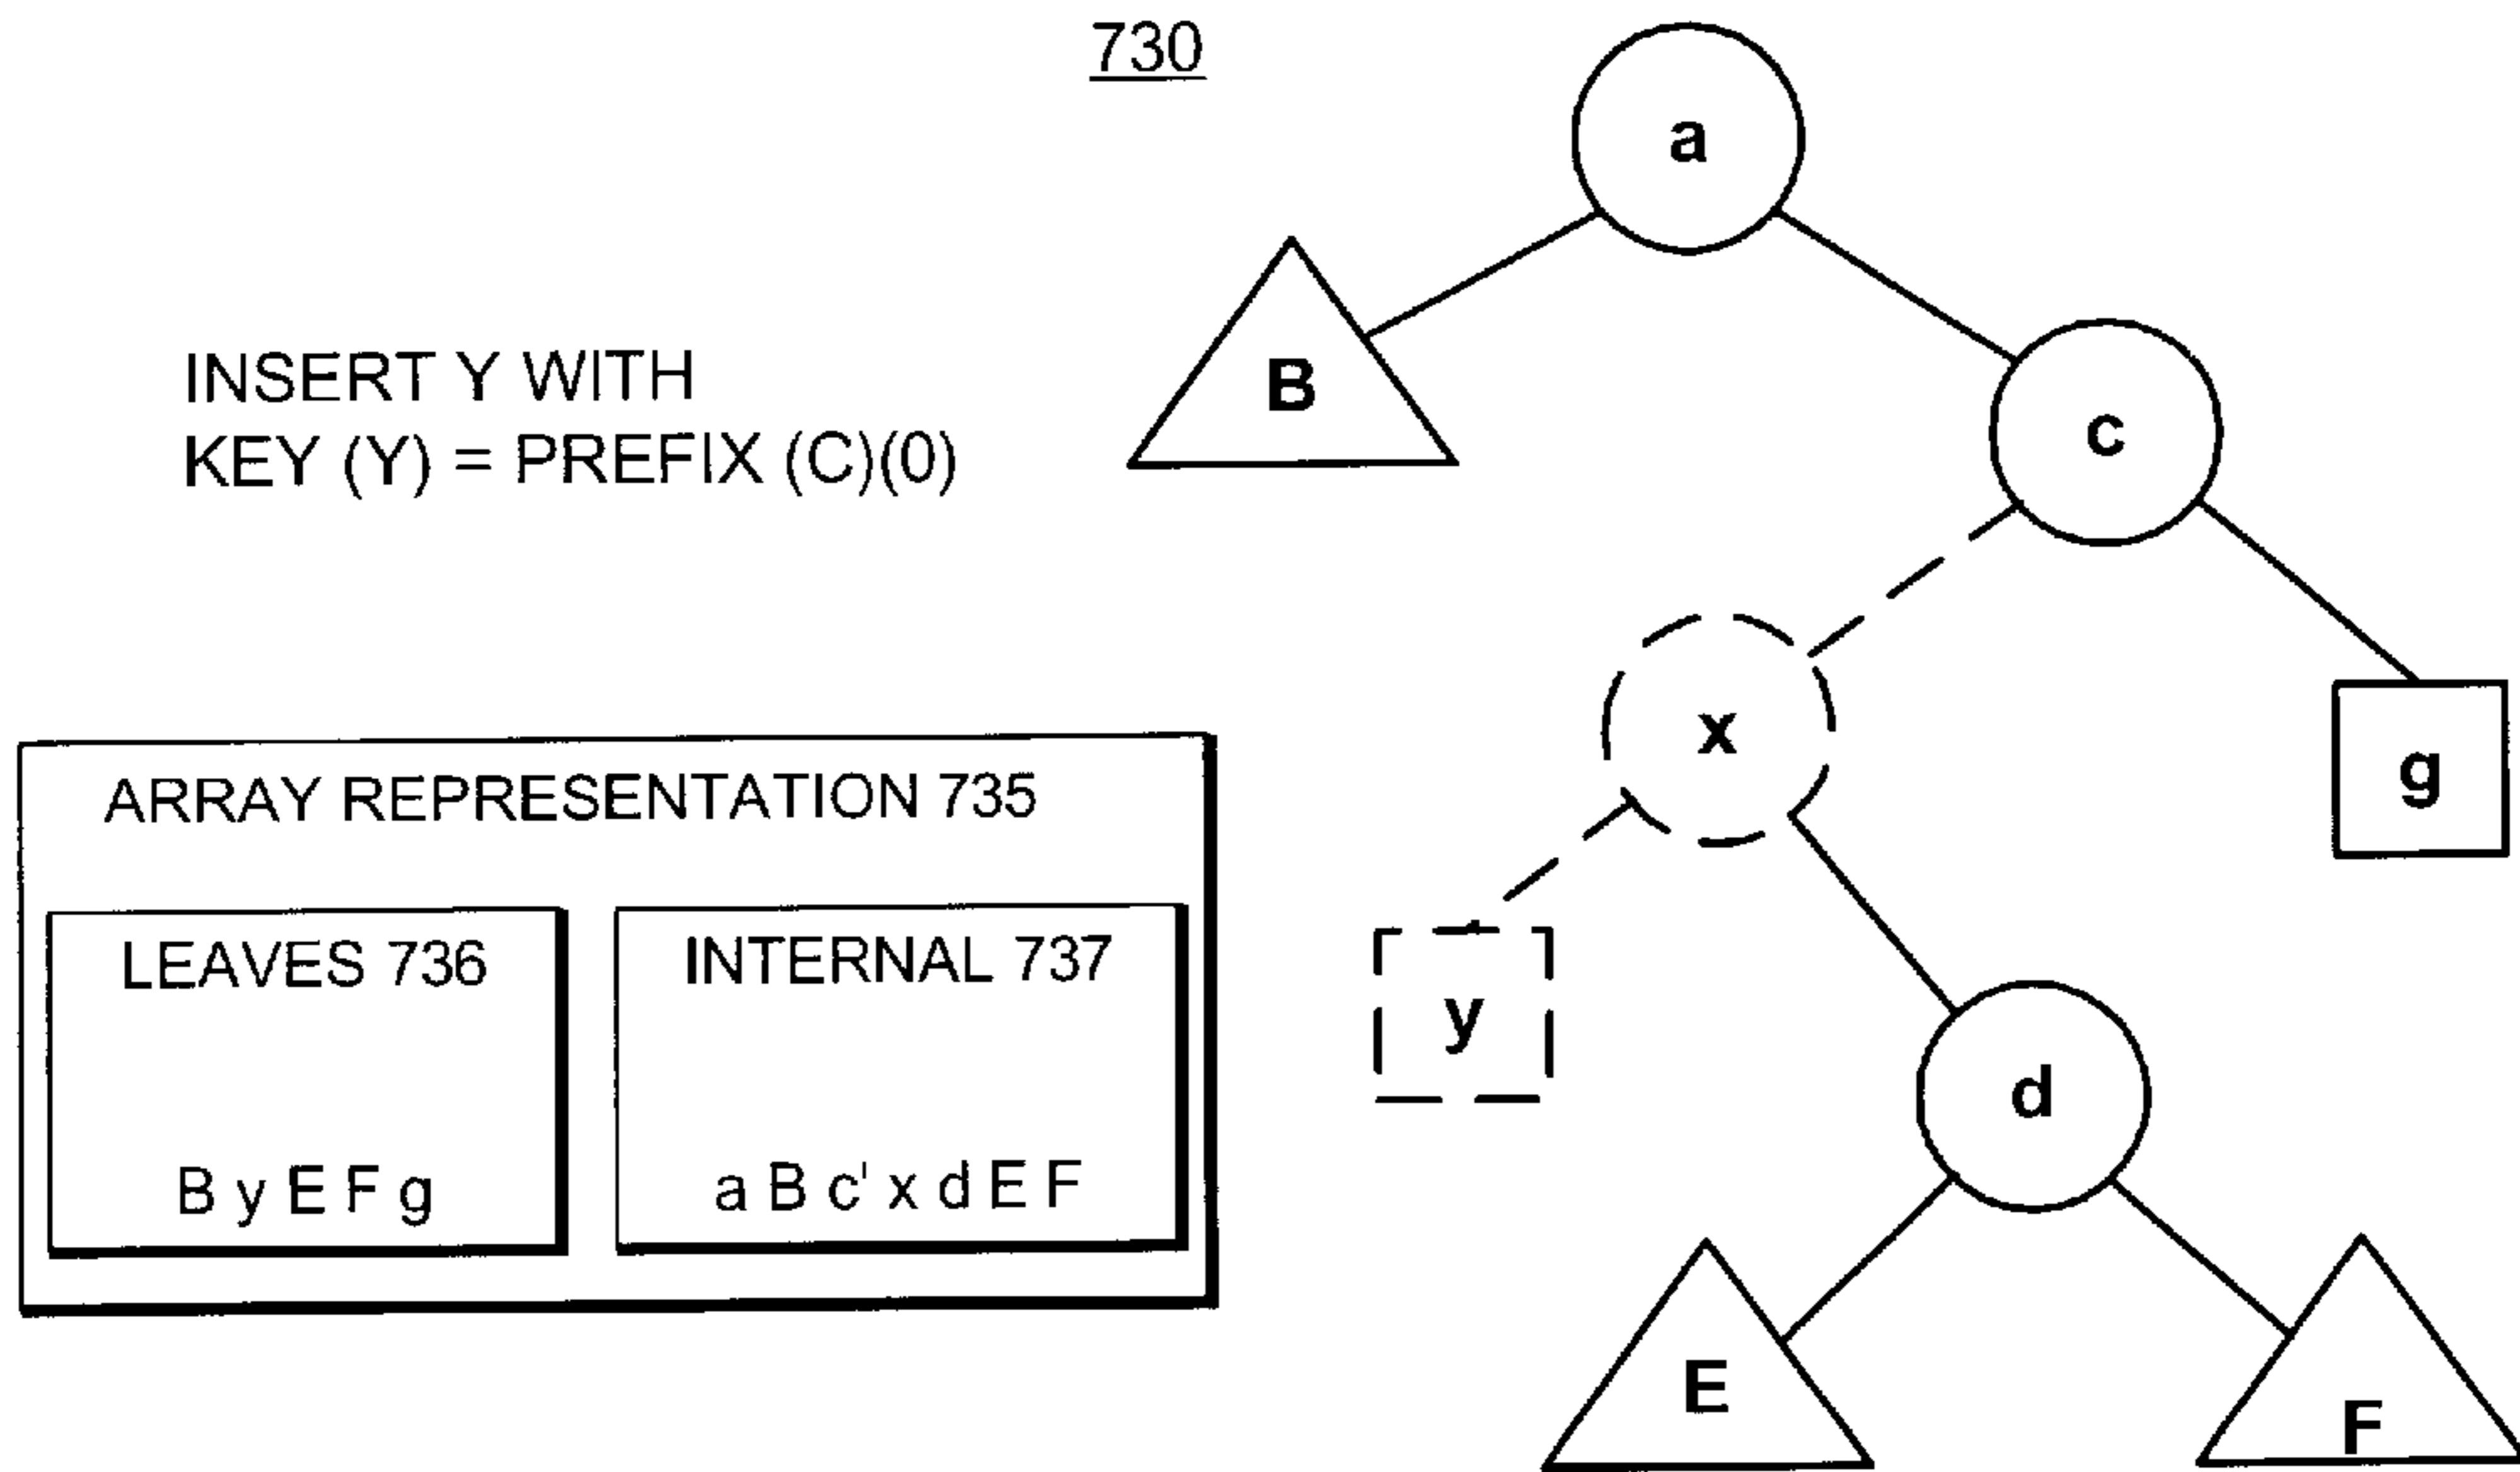 730
a
B
c
INSERT Y WITH
KEY (Y) = PREFIX (C)(0)
x
g
ARRAY REPRESENTATION 735
LEAVES 736
B y E F g
INTERNAL 737
a B c' x d E F
y
d
E
F